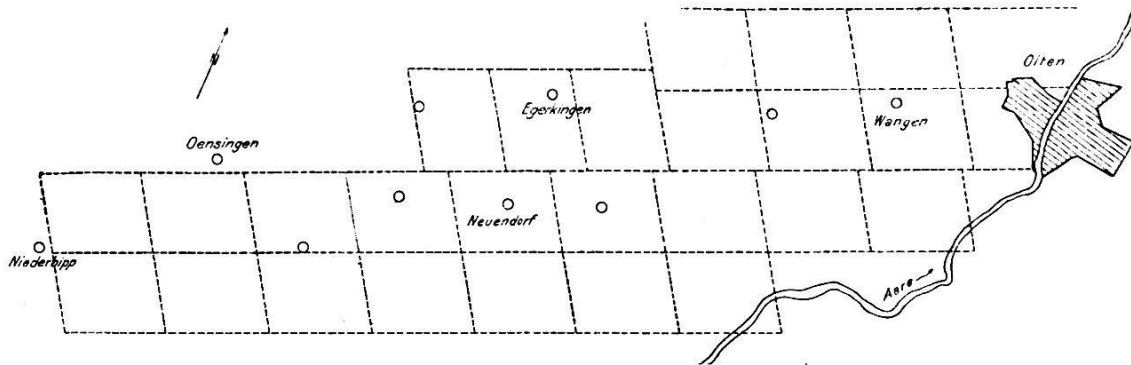 N
Olten
Egerkingen
Wangen
Oensingen
Neuendorf
Niederbipp
Aare